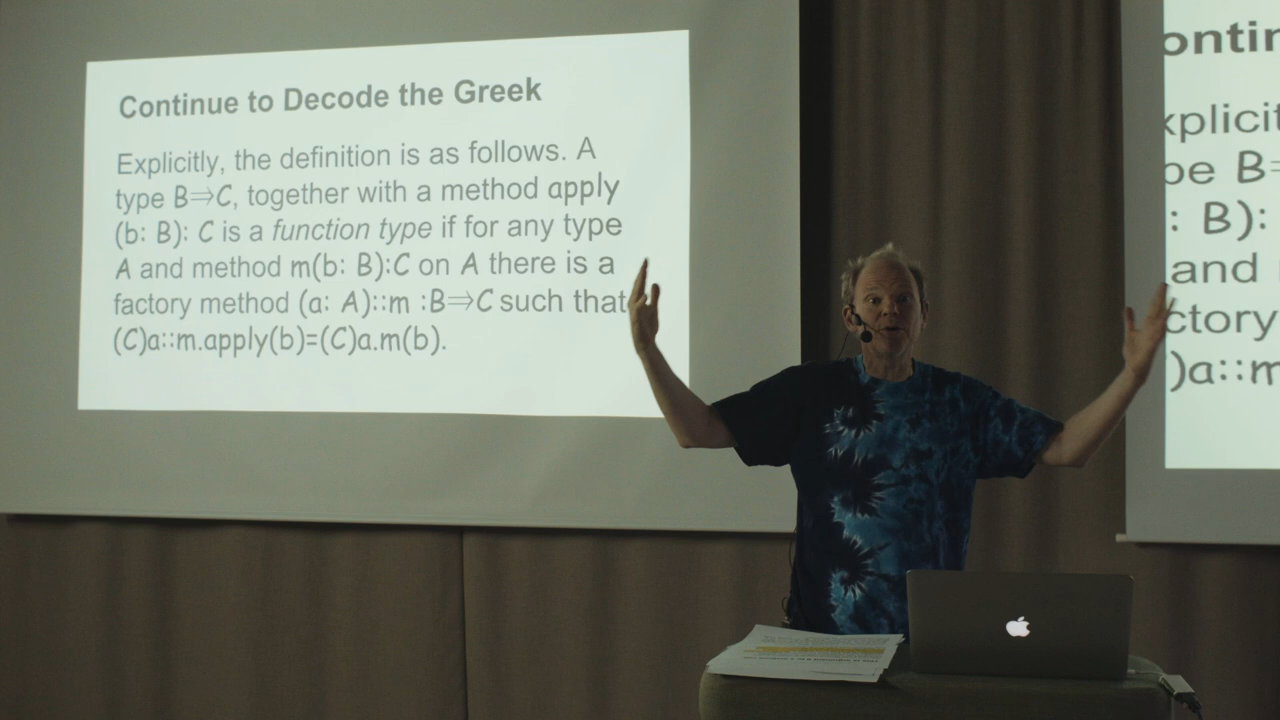 Continue to Decode the Greek
Explicitly, the definition is as follows. A
type B⇒C, together with a method apply
(b: B): C is a function type if for any type
A and method m(b: B):C on A there is a
factory method (a: A)::m :B⇒C such that
(C)a::m.apply(b)=(C)a.m(b).
ontin
xplicit
pe B=
: B):
and
ctory
)a::m